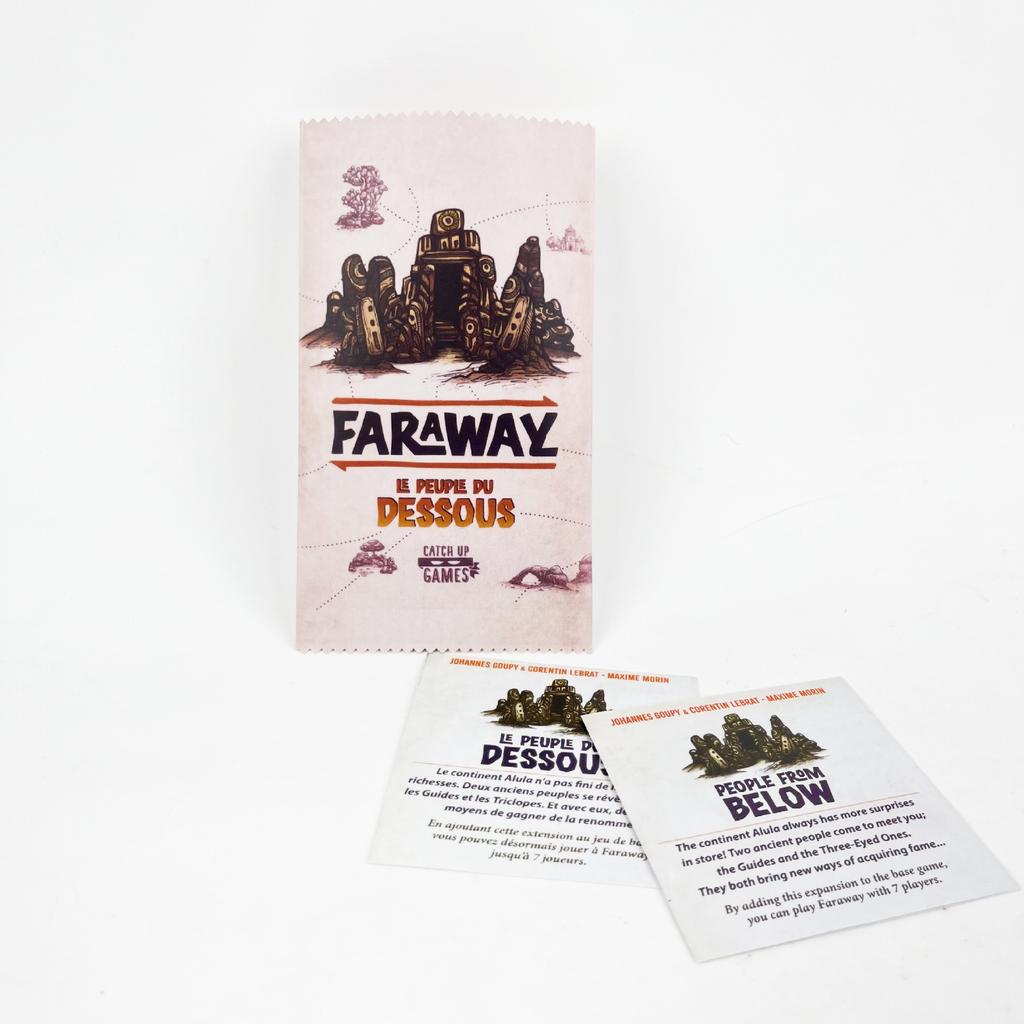 FARAWAY
LE PEUPLE DU
DESSOUS
CATCH UP
GAMES
JOHANNES GOUPY & CORENTIN LEBRAT - MAXIME MORIN
LE PEUPLE
DESSOUS
Le continent Alula n'a pas fini de
richesses. Deux anciens peuples se
les Guides et les Triclopes. Et avec eux,
moyens de gagner de la renomm
En ajoutant cette extension au jeu de
vous pouvez désormais jouer à Faraway
jusqu'à 7 joueurs.
JOHANNES GOUPY & CORENTIN LEBRAT - MAXIME MORIN
PEOPLE FROM
BELOW
The continent Alula always has more surprises
in store! Two ancient people come to meet you;
the Guides and the Three-Eyed Ones.
They both bring new ways of acquiring fame...
By adding this expansion to the base game,
you can play Faraway with 7 players.